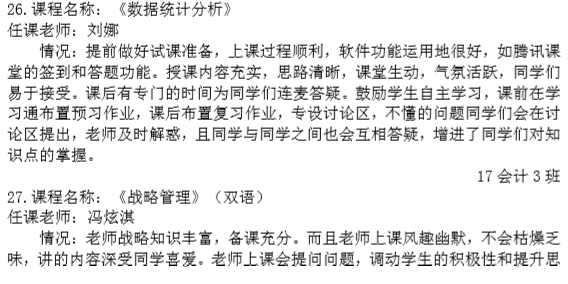 26.课程名称：《数据统计分析》
任课老师：刘娜
情况：提前做好试课准备，上课过程顺利，软件功能运用地很好，如腾讯课
堂的签到和答题功能。授课内容充实，思路清晰，课堂生动，气氛活跃，同学们
易于接受。课后有专门的时间为同学们连麦答疑。鼓励学生自主学习，课前在学
习通布置预习作业，课后布置复习作业，专设讨论区，不懂的问题同学们会在讨
论区提出，老师及时解惑，且同学与同学之间也会互相答疑，增进了同学们对知
识点的掌握。
17 会计 3 班
27.课程名称：《战略管理》（双语）
任课老师：冯炫淇
情况：老师战略知识丰富，备课充分。而且老师上课风趣幽默，不会枯燥乏
味，讲的内容深受同学喜爱。老师上课会提问问题，调动学生的积极性和提升思